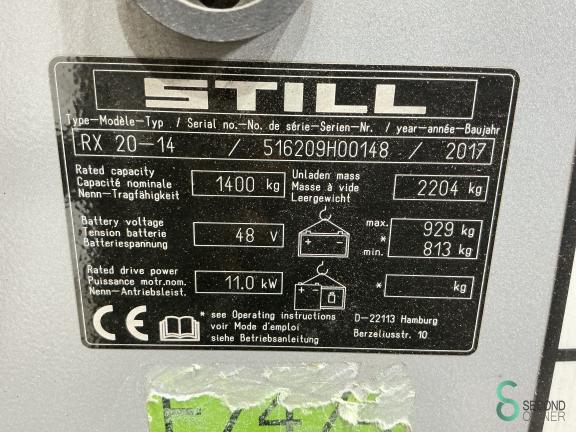 STILL
Type-Modèle-Typ / Serial no.-No. de série-Serien-Nr. / year-année-Baujahr
RX 20-14 / 516209H00148 / 2017
Rated capacity
Capacité nominale
Nenn-Tragfähigkeit
1400 kg
Unladen mass
Masse à vide
Leergewicht
2204 kg
Battery voltage
Tension batterie
Batteriespannung
48 V
+ -
max. 929 kg
*
min. 813 kg
Rated drive power
Puissance motr.nom.
Nenn-Antriebsleist.
11.0 kW
* kg
CE
* see Operating instructions
voir Mode d'emploi
siehe Betriebsanleitung
D-22113 Hamburg
Berzeliusstr. 10
SECOND
CORNER